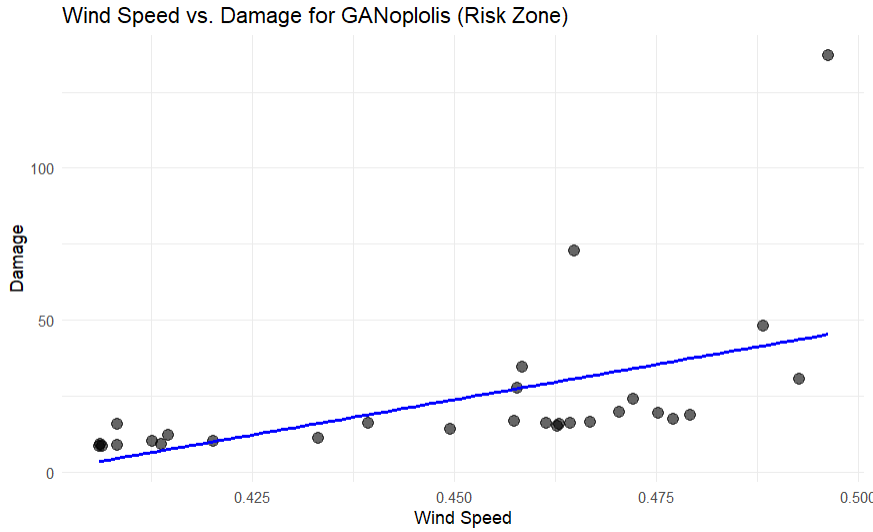 Wind Speed vs. Damage for GANoplolis (Risk Zone)
100
50
0
Damage
0.425 0.450 0.475 0.500
Wind Speed